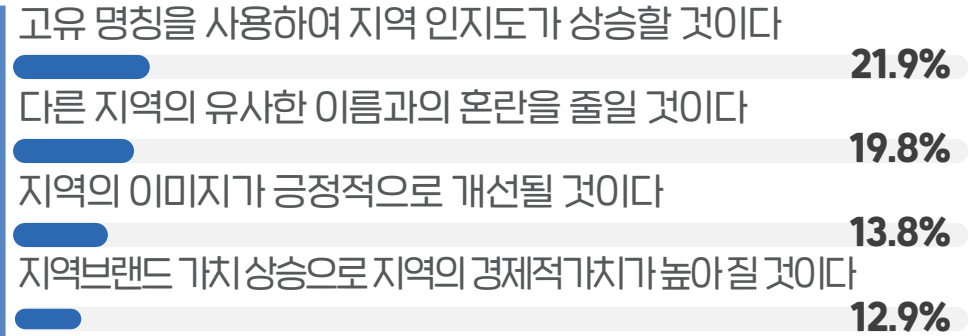 고유 명칭을 사용하여 지역 인지도가 상승할 것이다
21.9%
다른 지역의 유사한 이름과의 혼란을 줄일 것이다
19.8%
지역의 이미지가 긍정적으로 개선될 것이다
13.8%
지역브랜드 가치 상승으로 지역의 경제적가치가 높아 질 것이다
12.9%